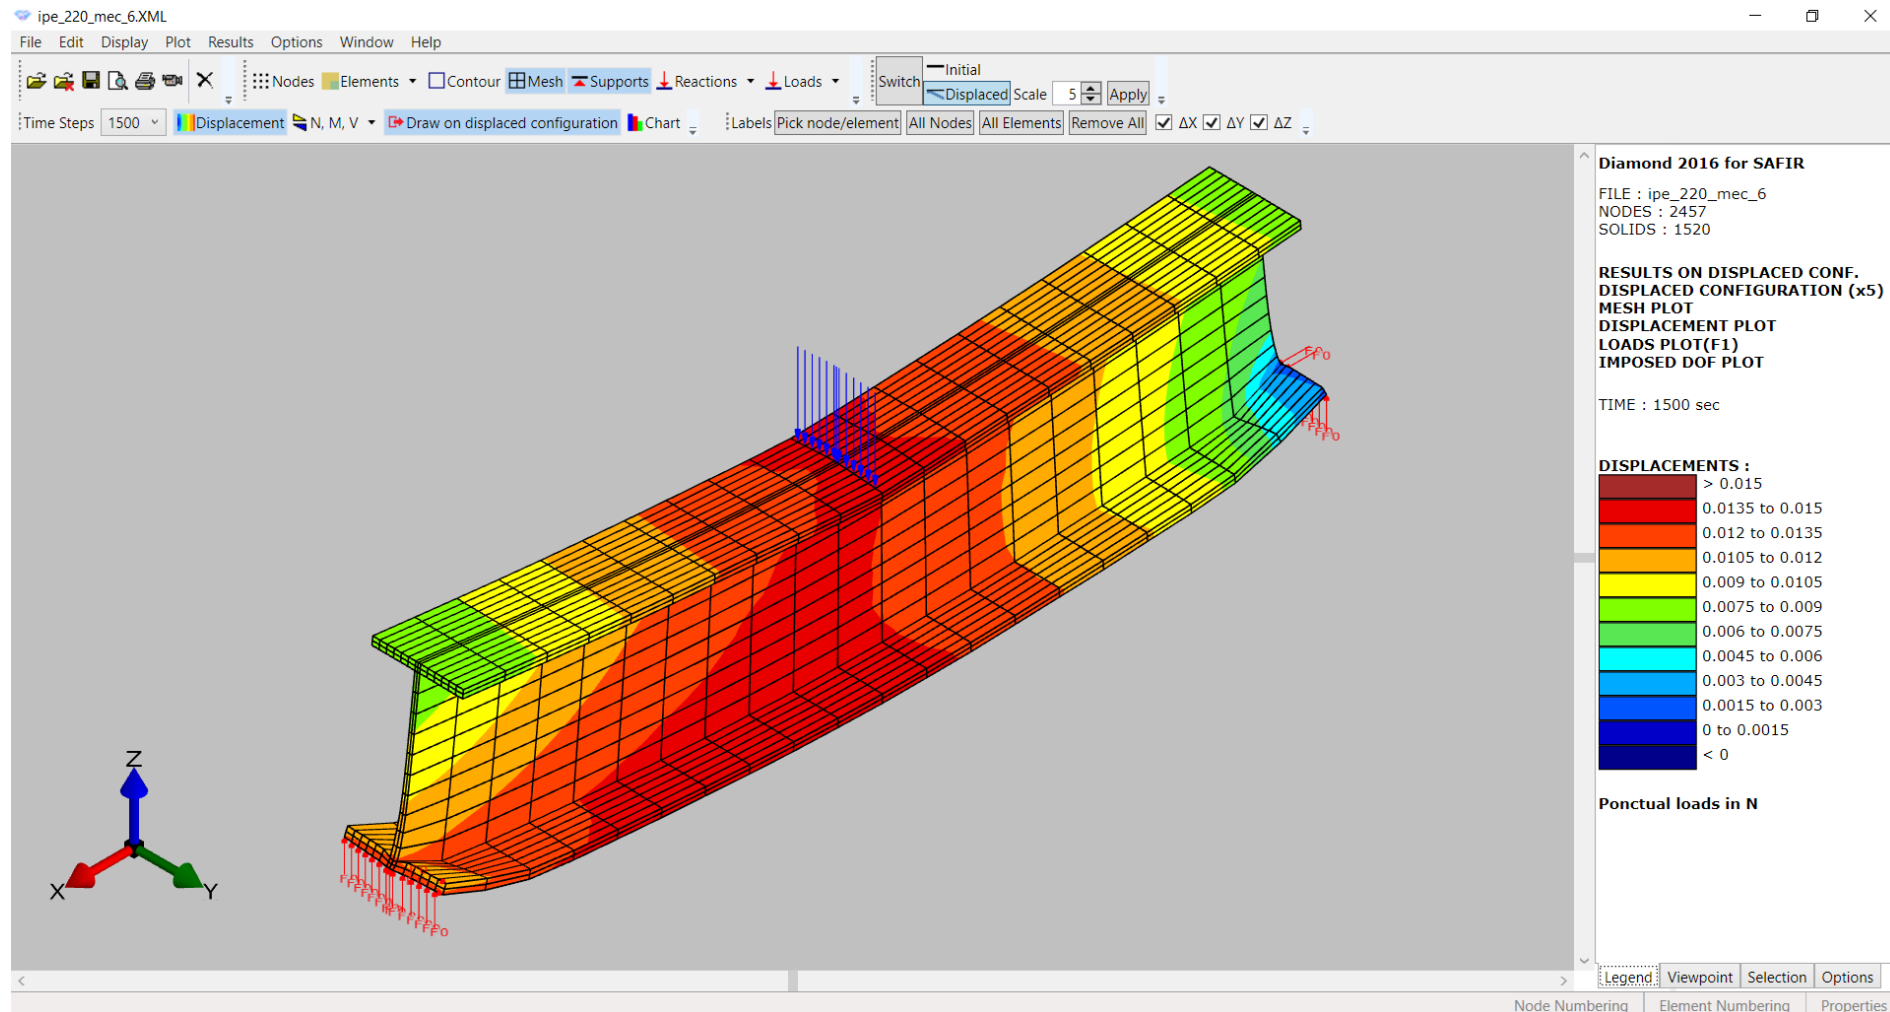 ipe_220_mec_6.XML
File Edit Display Plot Results Options Window Help
Nodes Elements Contour Mesh Supports Reactions Loads Switch Initial
Displaced Scale 5 Apply
Time Steps 1500 Displacement N, M, V Draw on displaced configuration Chart Labels Pick node/element All Nodes All Elements Remove All ΔX ΔY ΔZ
Diamond 2016 for SAFIR
FILE : ipe_220_mec_6
NODES : 2457
SOLIDS : 1520
RESULTS ON DISPLACED CONF.
DISPLACED CONFIGURATION (x5)
MESH PLOT
DISPLACEMENT PLOT
LOADS PLOT(F1)
IMPOSED DOF PLOT
TIME : 1500 sec
DISPLACEMENTS :
> 0.015
0.0135 to 0.015
0.012 to 0.0135
0.0105 to 0.012
0.009 to 0.0105
0.0075 to 0.009
0.006 to 0.0075
0.0045 to 0.006
0.003 to 0.0045
0.0015 to 0.003
0 to 0.0015
< 0
Ponctual loads in N
Z
X
Y
Legend Viewpoint Selection Options
Node Numbering Element Numbering Properties